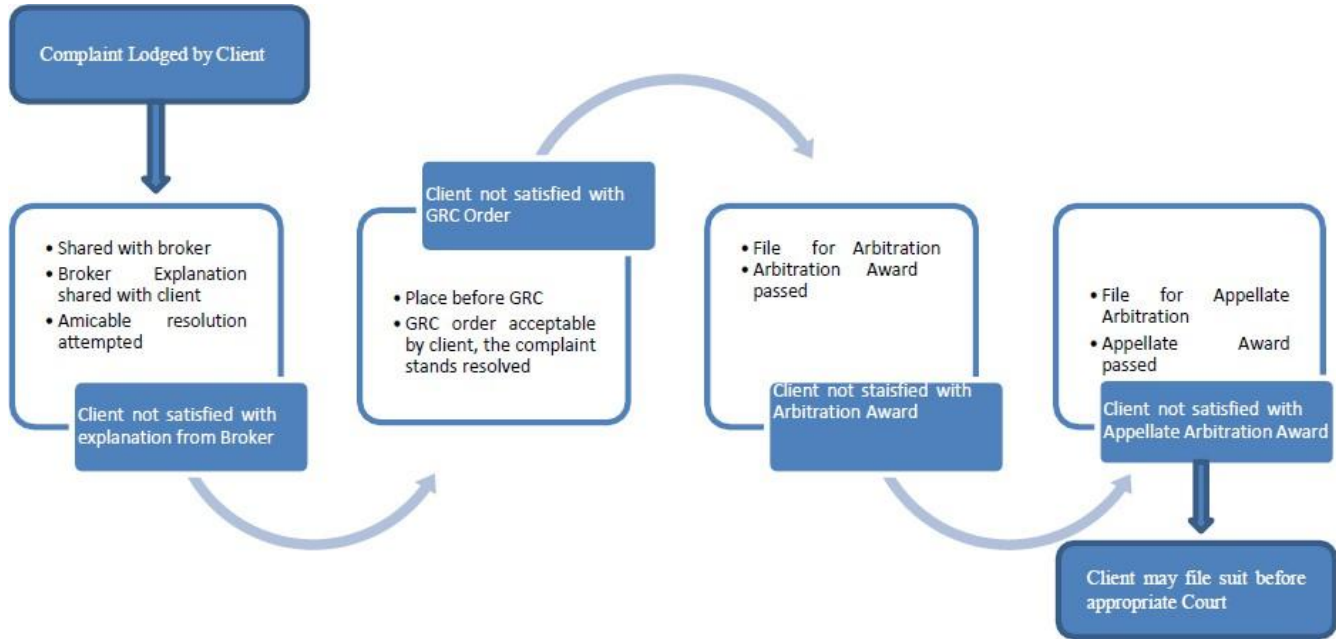 Complaint Lodged by Client
• Shared with broker
• Broker Explanation
shared with client
• Amicable resolution
attempted
Client not satisfied with
explanation from Broker
Client not satisfied with
GRC Order
• Place before GRC
• GRC order acceptable
by client, the complaint
stands resolved
• File for Arbitration
• Arbitration Award
passed
Client not staisfied with
Arbitration Award
• File for Appellate
Arbitration
• Appellate Award
passed
Client not satisfied with
Appellate Arbitration Award
Client may file suit before
appropriate Court